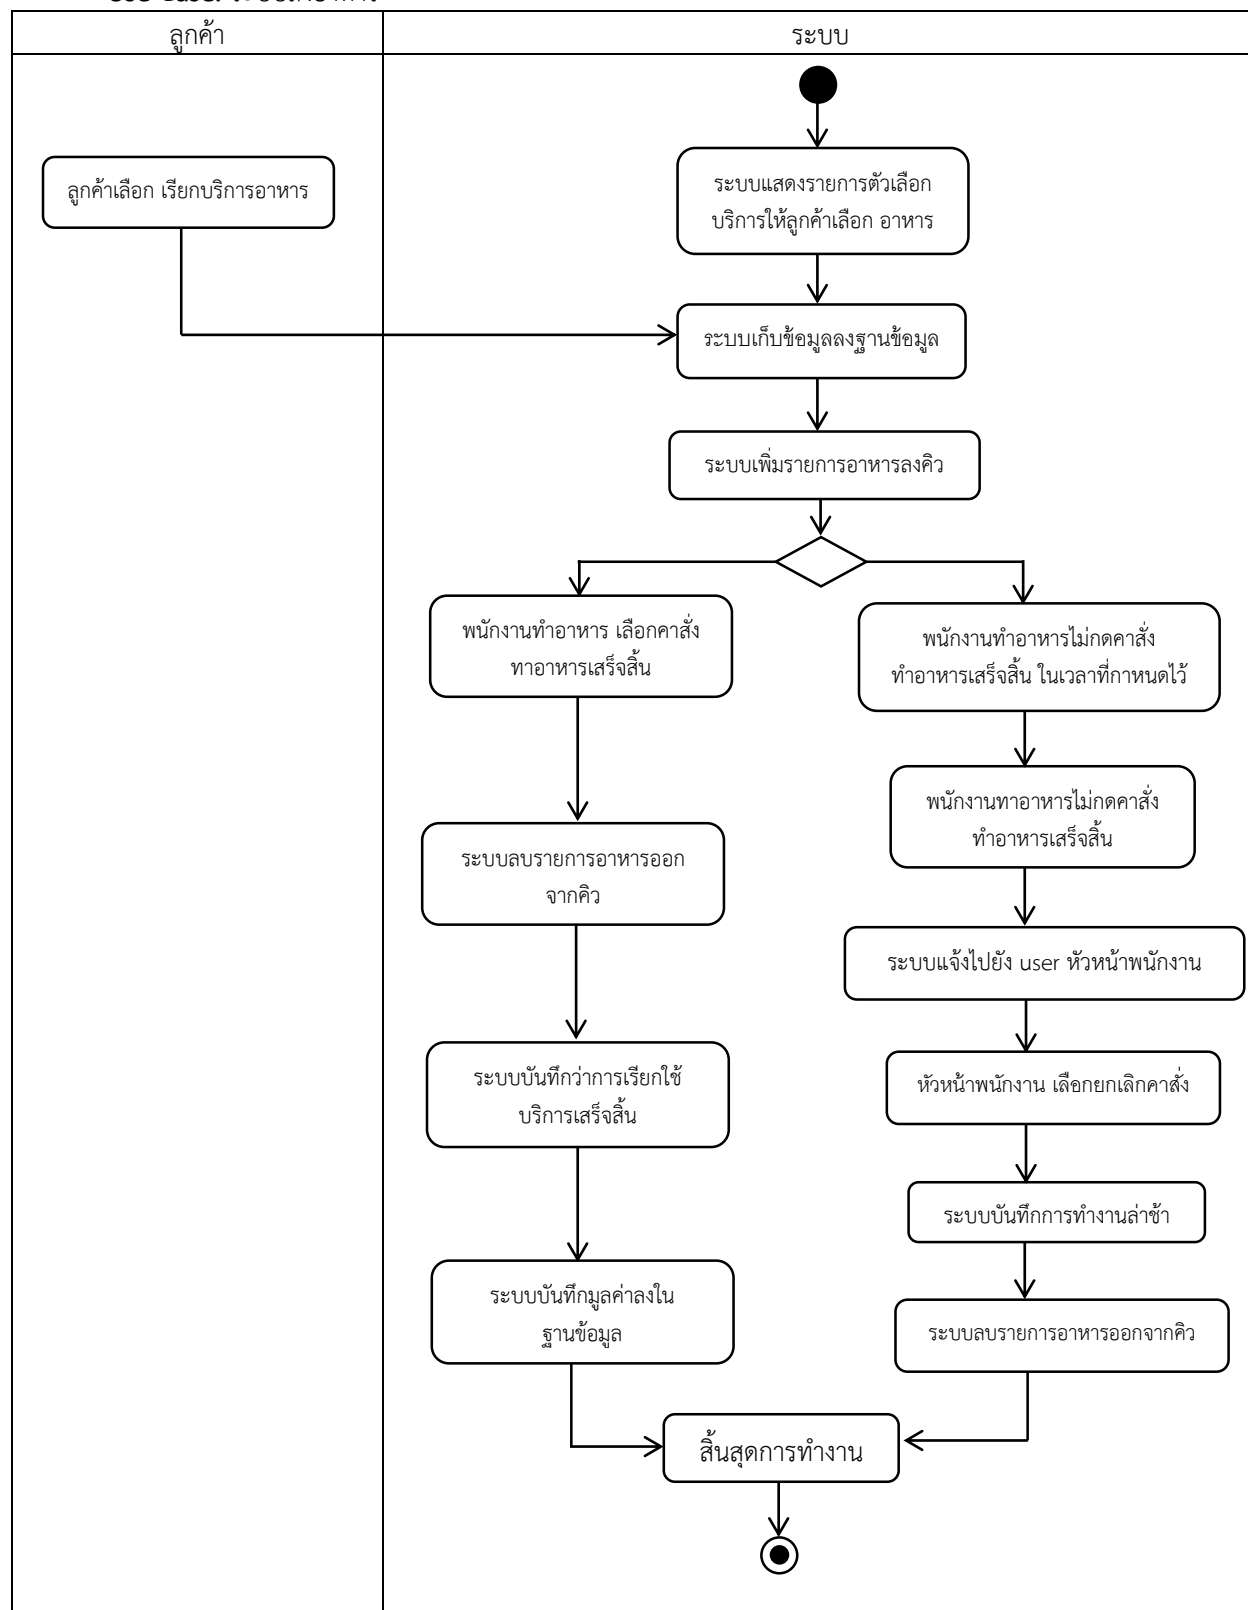 ลูกค้า
ระบบ
ลูกค้าเลือก เรียกบริการอาหาร
ระบบแสดงรายการตัวเลือก
บริการให้ลูกค้าเลือก อาหาร
ระบบเก็บข้อมูลลงฐานข้อมูล
ระบบเพิ่มรายการอาหารลงคิว
พนักงานทำอาหาร เลือกคาสั่ง
ทาอาหารเสร็จสิ้น
พนักงานทำอาหารไม่กดคาสั่ง
ทำอาหารเสร็จสิ้น ในเวลาที่กาหนดไว้
พนักงานทาอาหารไม่กดคาสั่ง
ทำอาหารเสร็จสิ้น
ระบบลบรายการอาหารออก
จากคิว
ระบบแจ้งไปยัง user หัวหน้าพนักงาน
ระบบบันทึกว่าการเรียกใช้
บริการเสร็จสิ้น
หัวหน้าพนักงาน เลือกยกเลิกคาสั่ง
ระบบบันทึกการทำงานล่าช้า
ระบบบันทึกมูลค่าลงใน
ฐานข้อมูล
ระบบลบรายการอาหารออกจากคิว
สิ้นสุดการทำงาน